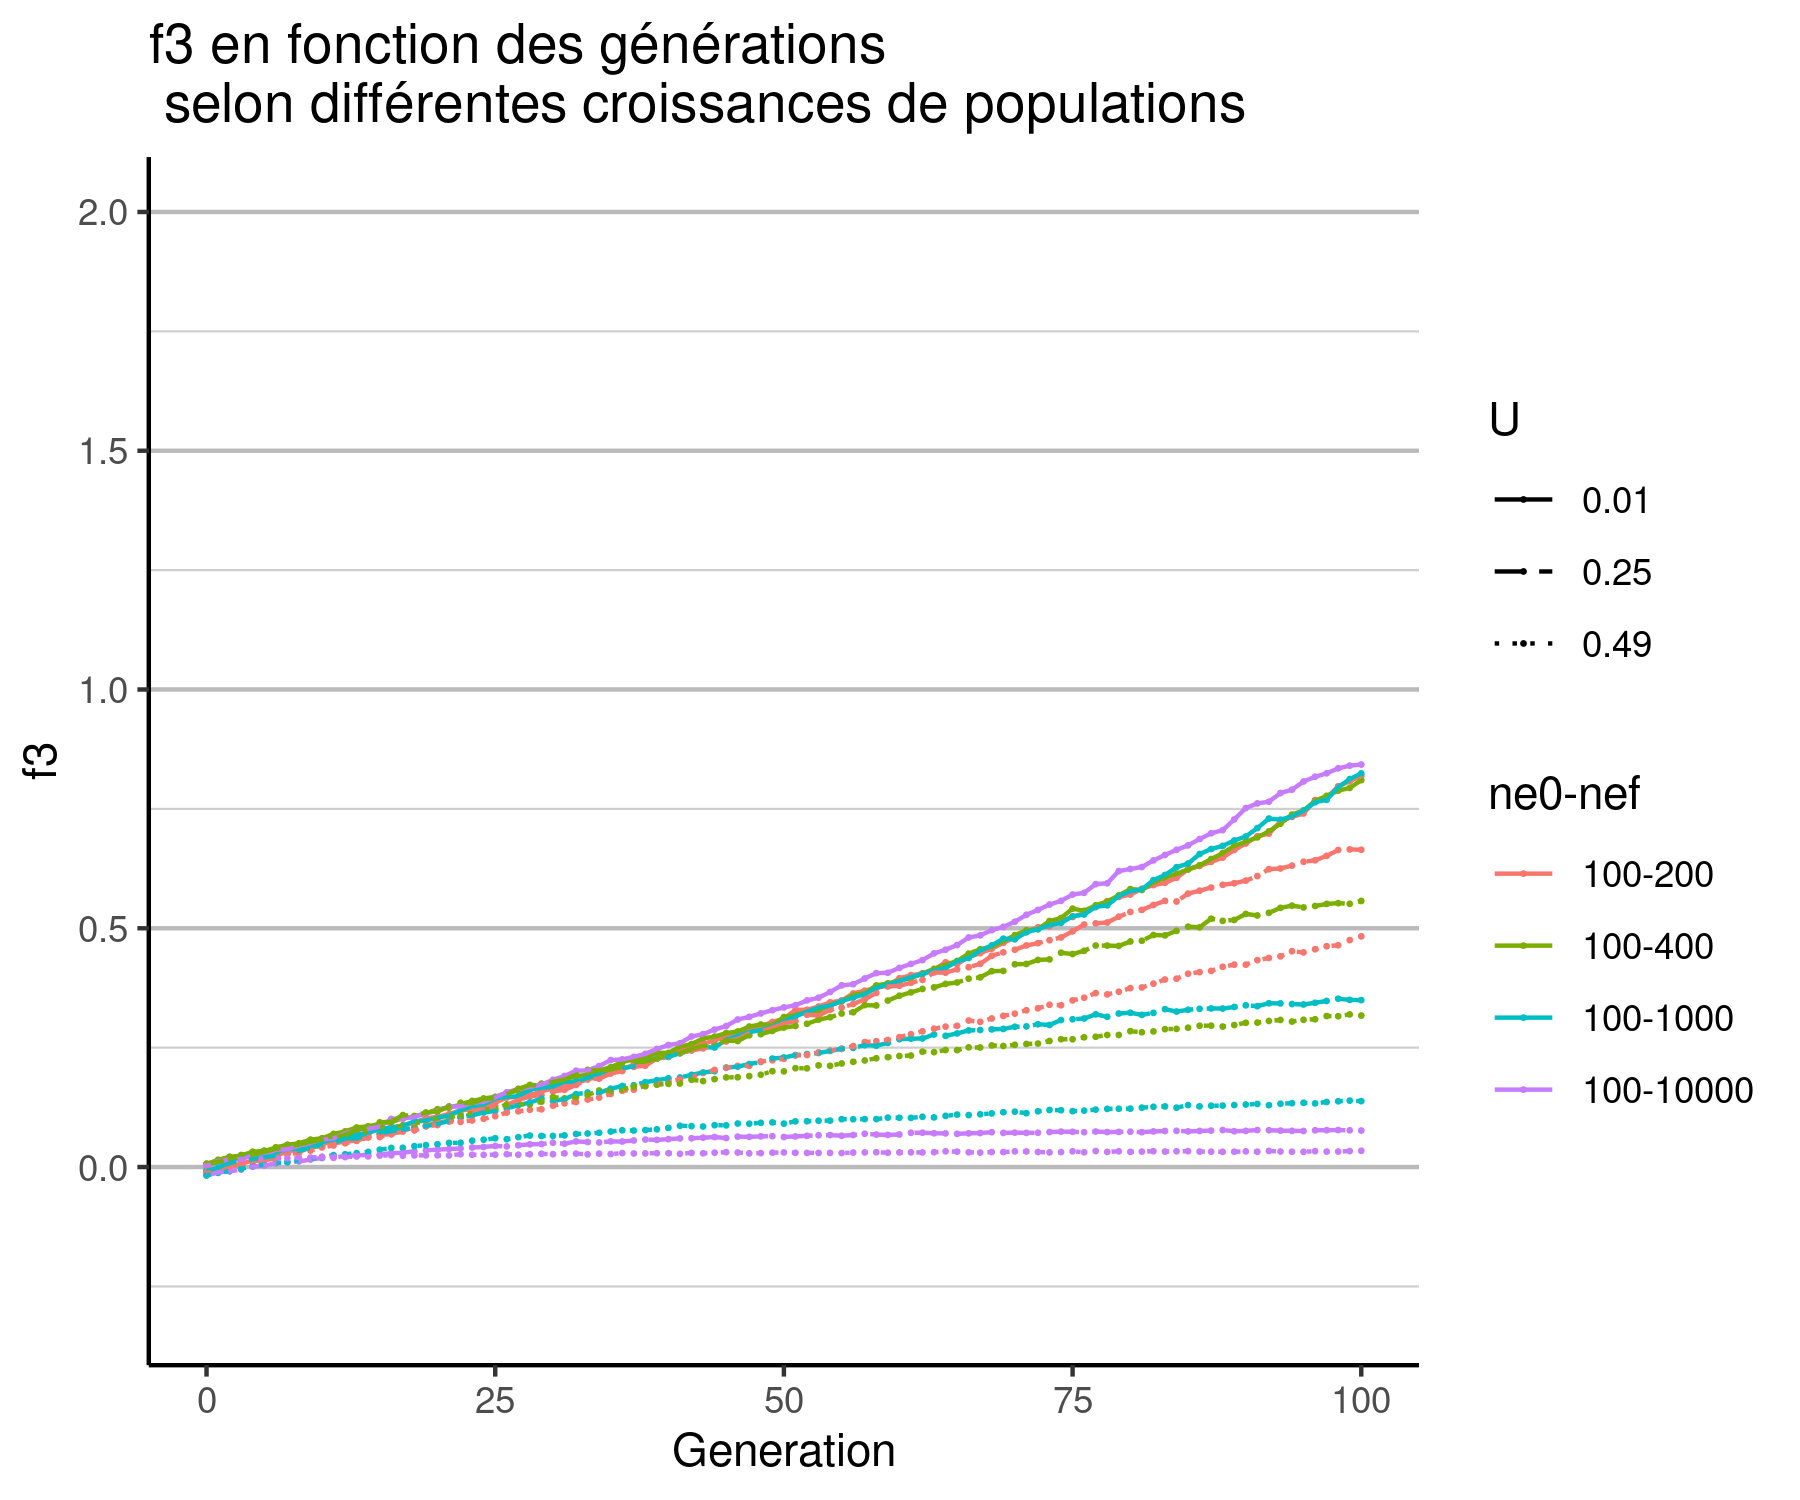 f3 en fonction des générations
selon différentes croissances de populations
2.0
1.5
1.0
0.5
0.0
f3
0
25
50
75
100
Generation
U
0.01
0.25
0.49
ne0-nef
100-200
100-400
100-1000
100-10000